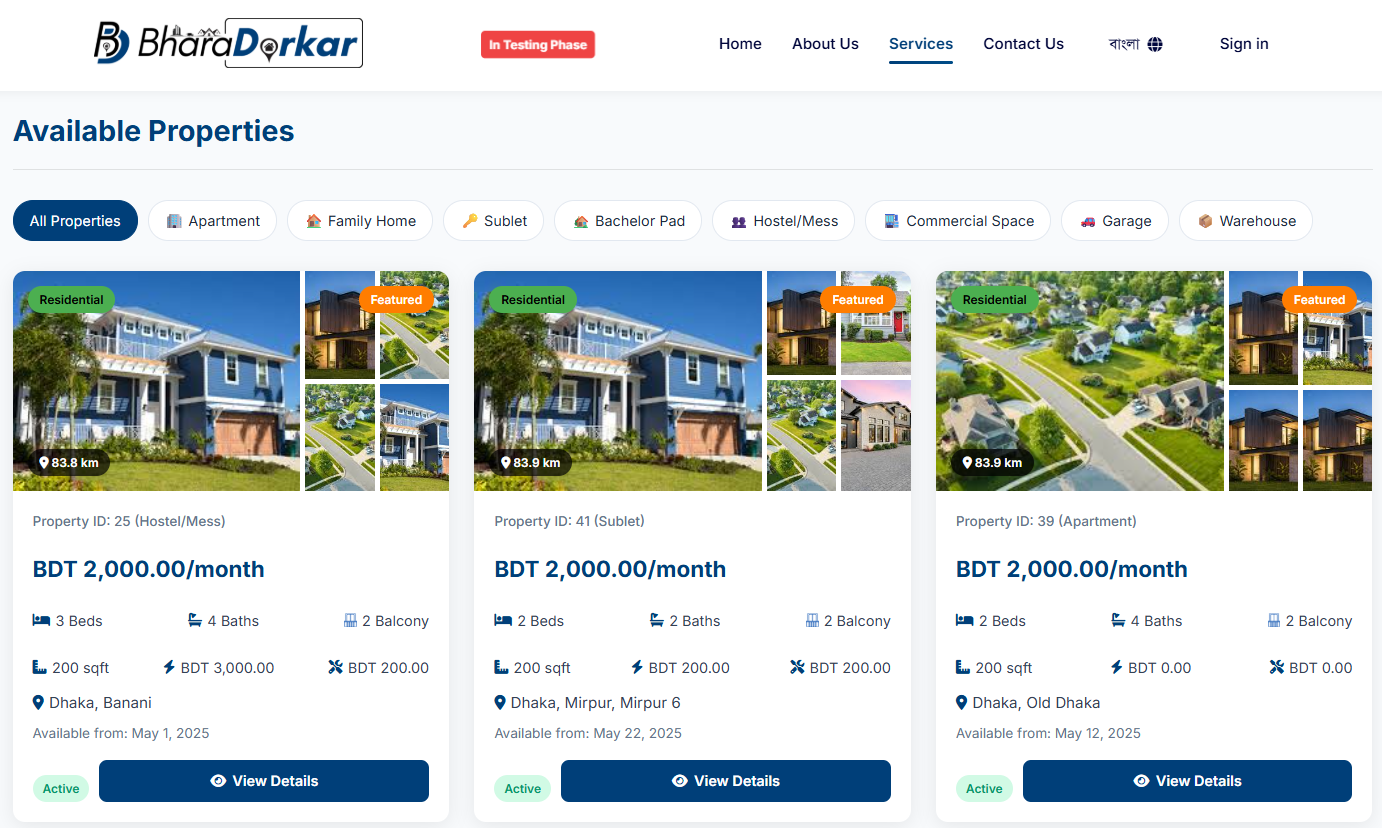 BharaDorkar
In Testing Phase
Home
About Us
Services
Contact Us
বাংলা
Sign in
Available Properties
All Properties
Apartment
Family Home
Sublet
Bachelor Pad
Hostel/Mess
Commercial Space
Garage
Warehouse
Residential
Featured
83.8 km
Property ID: 25 (Hostel/Mess)
BDT 2,000.00/month
3 Beds
4 Baths
2 Balcony
200 sqft
BDT 3,000.00
BDT 200.00
Dhaka, Banani
Available from: May 1, 2025
Active
View Details
Residential
Featured
83.9 km
Property ID: 41 (Sublet)
BDT 2,000.00/month
2 Beds
2 Baths
2 Balcony
200 sqft
BDT 200.00
BDT 200.00
Dhaka, Mirpur, Mirpur 6
Available from: May 22, 2025
Active
View Details
Residential
Featured
83.9 km
Property ID: 39 (Apartment)
BDT 2,000.00/month
2 Beds
4 Baths
2 Balcony
200 sqft
BDT 0.00
BDT 0.00
Dhaka, Old Dhaka
Available from: May 12, 2025
Active
View Details